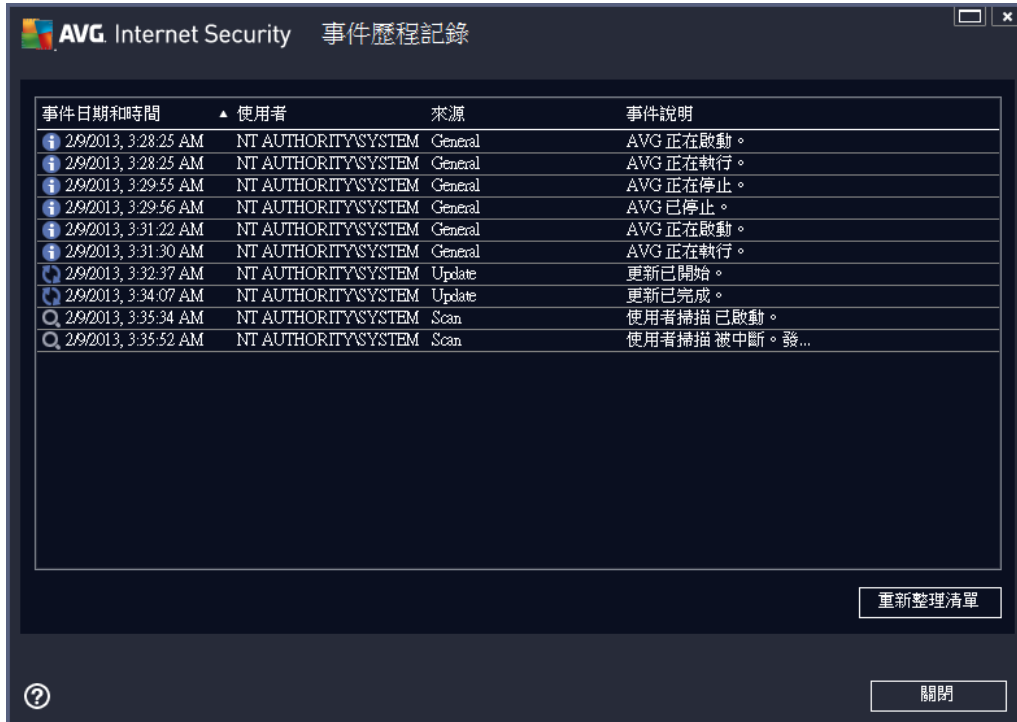 AVG. Internet Security 事件歷程記錄
事件日期和時間 ▲ 使用者 來源 事件說明
2/9/2013, 3:28:25 AM NT AUTHORITY\SYSTEM General AVG 正在啟動。
2/9/2013, 3:28:25 AM NT AUTHORITY\SYSTEM General AVG 正在執行。
2/9/2013, 3:29:55 AM NT AUTHORITY\SYSTEM General AVG 正在停止。
2/9/2013, 3:29:56 AM NT AUTHORITY\SYSTEM General AVG 已停止。
2/9/2013, 3:31:22 AM NT AUTHORITY\SYSTEM General AVG 正在啟動。
2/9/2013, 3:31:30 AM NT AUTHORITY\SYSTEM General AVG 正在執行。
2/9/2013, 3:32:37 AM NT AUTHORITY\SYSTEM Update 更新已開始。
2/9/2013, 3:34:07 AM NT AUTHORITY\SYSTEM Update 更新已完成。
2/9/2013, 3:35:34 AM NT AUTHORITY\SYSTEM Scan 使用者掃描 已啟動。
2/9/2013, 3:35:52 AM NT AUTHORITY\SYSTEM Scan 使用者掃描 被中斷。發...
重新整理清單
關閉